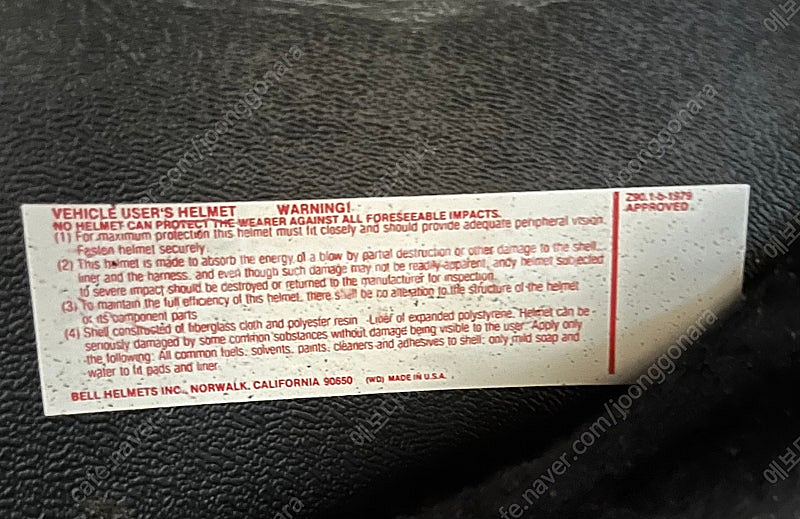 VEHICLE USER'S HELMET WARNING!
NO HELMET CAN PROTECT THE WEARER AGAINST ALL FORESEEABLE IMPACTS.
(1) For maximum protection this helmet must fit closely and should provide adequate peripheral vision.
Fasten helmet securely.
(2) This helmet is made to absorb the energy of a blow by partial destruction or other damage to the shell,
liner and the harness. and even though such damage may not be readily apparent, andy helmet subjected
to severe impact should be destroyed or returned to the manufacturer for inspection.
(3) To maintain the full efficiency of this helmet. there shall be no alteration to the structure of the helmet
or its component parts
(4) Shell constructed of fiberglass cloth and polyester resin - Liner of expanded polystyrene. Helmet can be
seriously damaged by some common substances without damage being visible to the user. Apply only
the following: All common fuels. solvents. paints. cleaners and adhesives to shell; only mild soap and
water to fit pads and liner
BELL HELMETS INC., NORWALK, CALIFORNIA 90650 (WD) MADE IN U.S.A.
Z90.1-b-1979
APPROVED
cafe.naver.com/joonggonara